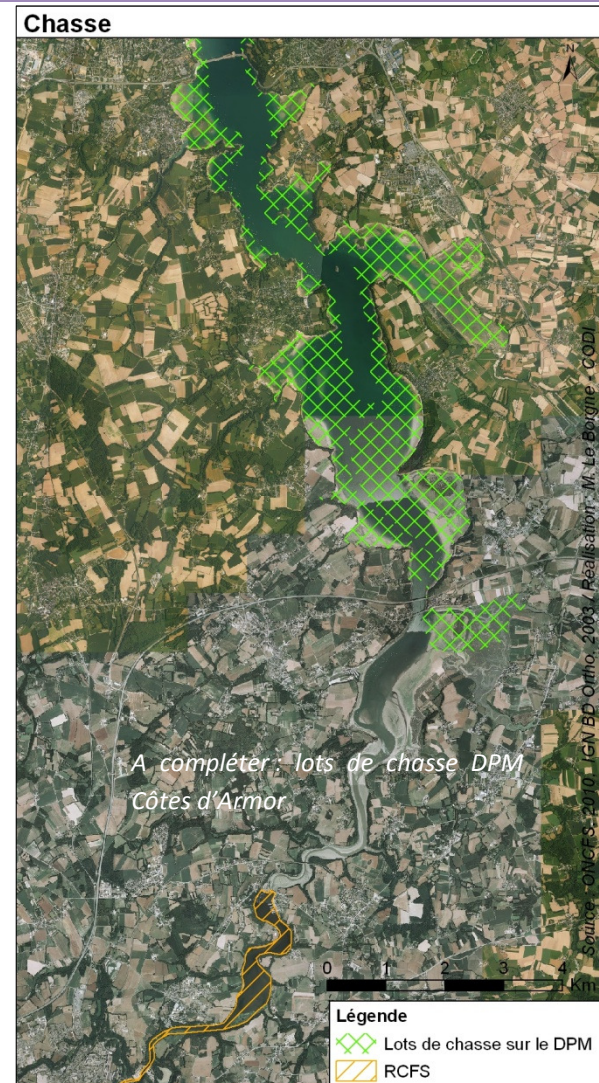 Chasse
N
A compléter : lots de chasse DPM
Côtes d'Armor
Source : ONCFS, 2010 / IGN BD Ortho, 2003 / Réalisation : M. Le Borgne, CODI
0 1 2 3 4
Km
Légende
Lots de chasse sur le DPM
RCFS